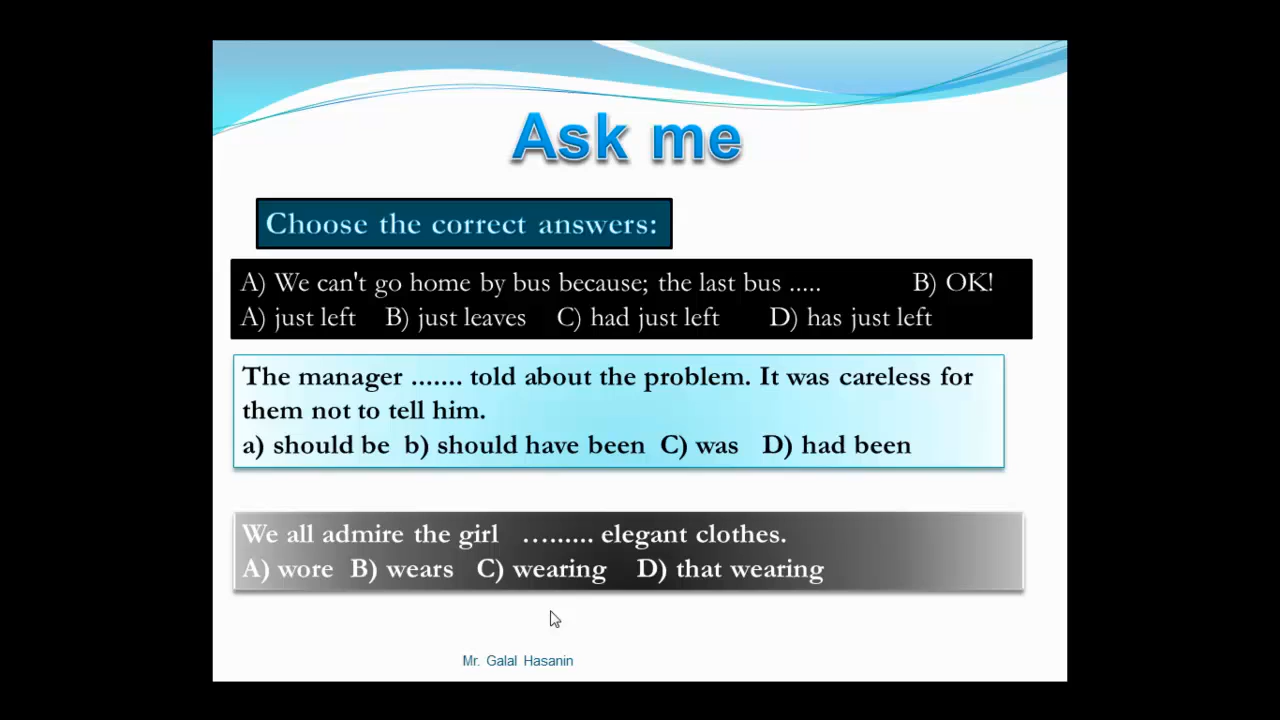 Ask me
Choose the correct answers:
A) We can't go home by bus because; the last bus ..... B) OK!
A) just left B) just leaves C) had just left D) has just left
The manager ....... told about the problem. It was careless for
them not to tell him.
a) should be b) should have been C) was D) had been
We all admire the girl …...... elegant clothes.
A) wore B) wears C) wearing D) that wearing
Mr. Galal Hasanin